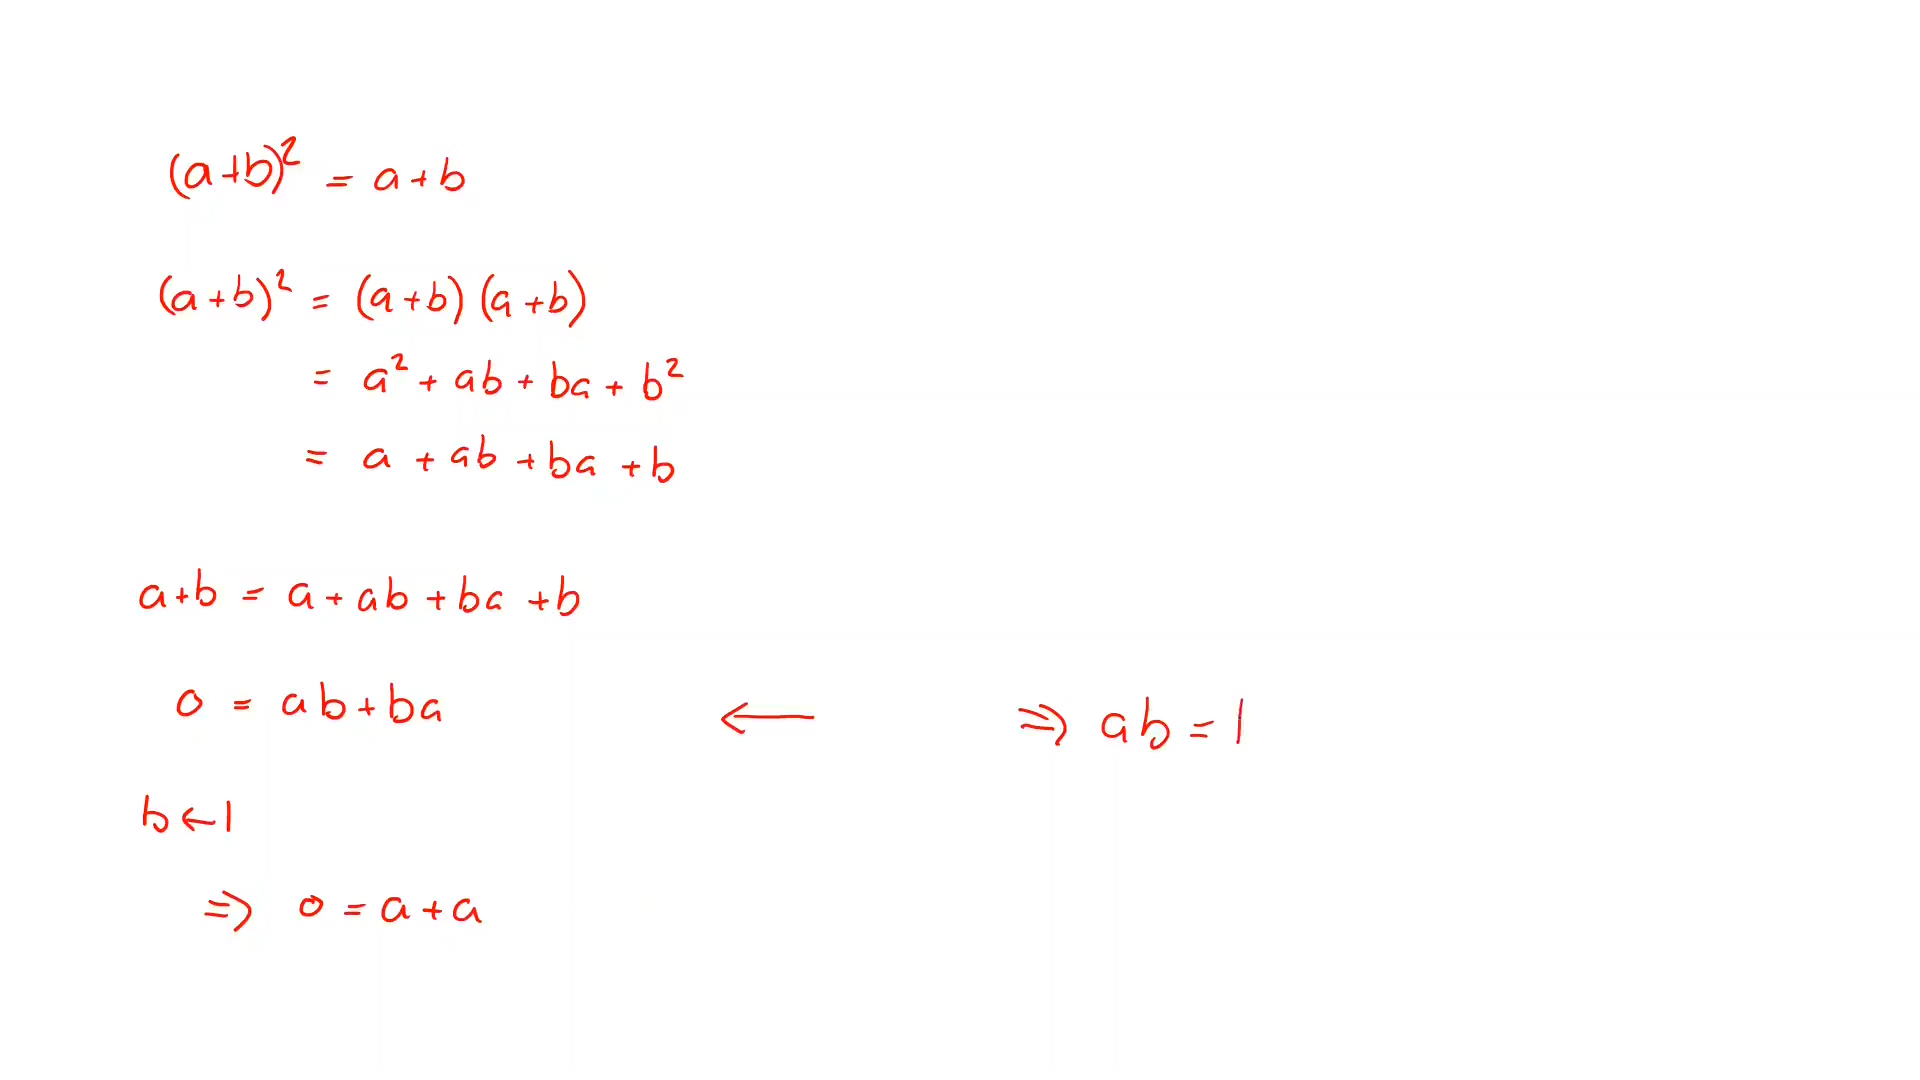 (a+b)² = a+b
(a+b)² = (a+b)(a+b)
= a² + ab + ba + b²
= a + ab + ba + b
a+b = a + ab + ba + b
0 = ab + ba ← ⇒ ab = 1
b ← 1
⇒ 0 = a + a